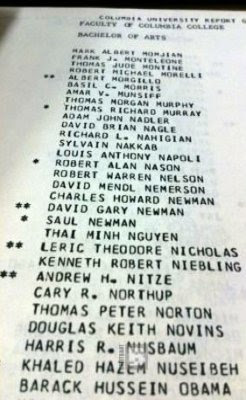 COLUMBIA UNIVERSITY REPORT
FACULTY OF COLUMBIA COLLEGE
BACHELOR OF ARTS
MARK ALBERT MOMJIAN
FRANK J. MONTELEONE
THOMAS JUDE MONTINE
ROBERT MICHAEL MORELLI
** ALBERT MORGILLO
BASIL C. MORRIS
AMAR V. MUNSIFF
* THOMAS MORGAN MURPHY
* THOMAS RICHARD MURRAY
ADAM JOHN NADLER
DAVID BRIAN NAGLE
RICHARD L. NAHIGIAN
SYLVAIN NAKKAB
LOUIS ANTHONY NAPOLI
* ROBERT ALAN NASON
ROBERT WARREN NELSON
DAVID MENDL NEMERSON
CHARLES HOWARD NEWMAN
** DAVID GARY NEWMAN
* SAUL NEWMAN
THAI MINH NGUYEN
** LERIC THEODORE NICHOLAS
KENNETH ROBERT NIEBLING
** ANDREW H. NITZE
CARY R. NORTHUP
THOMAS PETER NORTON
DOUGLAS KEITH NOVINS
HARRIS R. NUSBAUM
KHALED HAZEM NUSEIBEH
BARACK HUSSEIN OBAMA